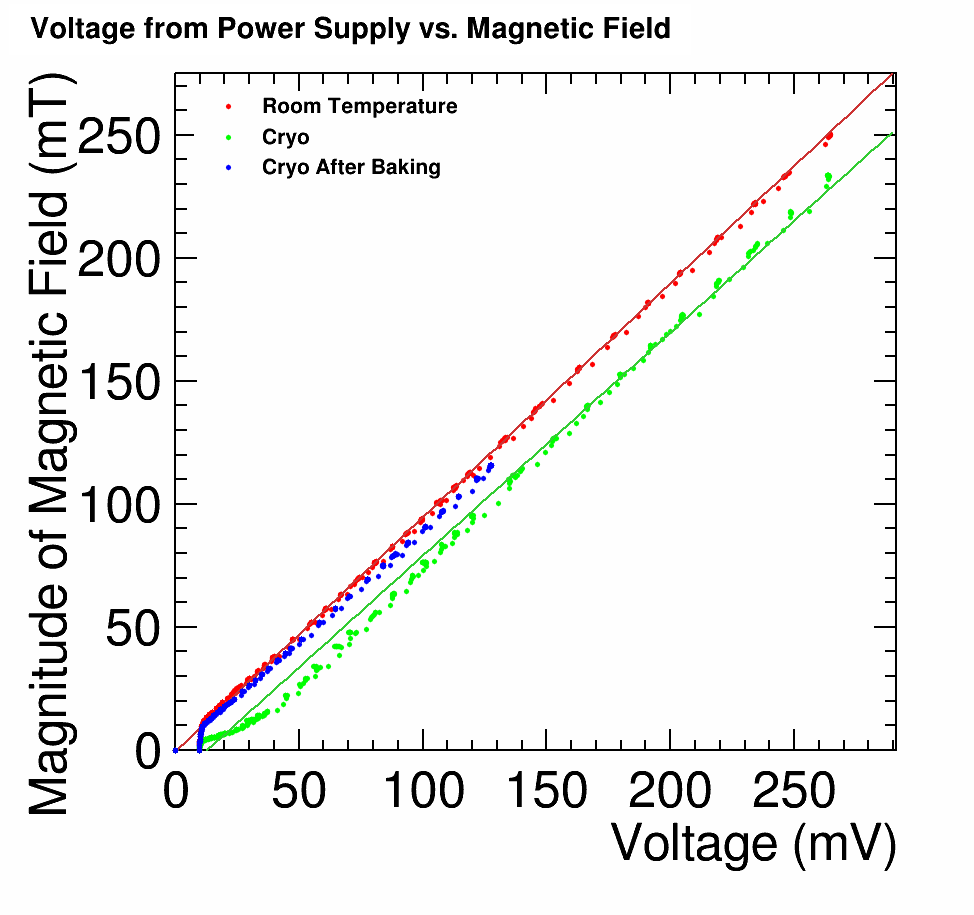 Voltage from Power Supply vs. Magnetic Field
Magnitude of Magnetic Field (mT)
250
200
150
100
50
0
Room Temperature
Cryo
Cryo After Baking
0 50 100 150 200 250
Voltage (mV)